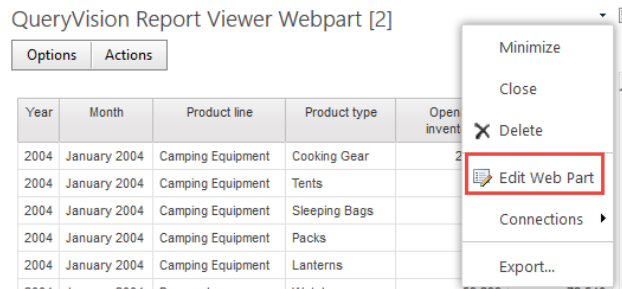 QueryVision Report Viewer Webpart [2]
Options Actions
Minimize
Close
Delete
Edit Web Part
Connections
Export...
Year Month Product line Product type
2004 January 2004 Camping Equipment Cooking Gear 2
2004 January 2004 Camping Equipment Tents
2004 January 2004 Camping Equipment Sleeping Bags
2004 January 2004 Camping Equipment Packs
2004 January 2004 Camping Equipment Lanterns